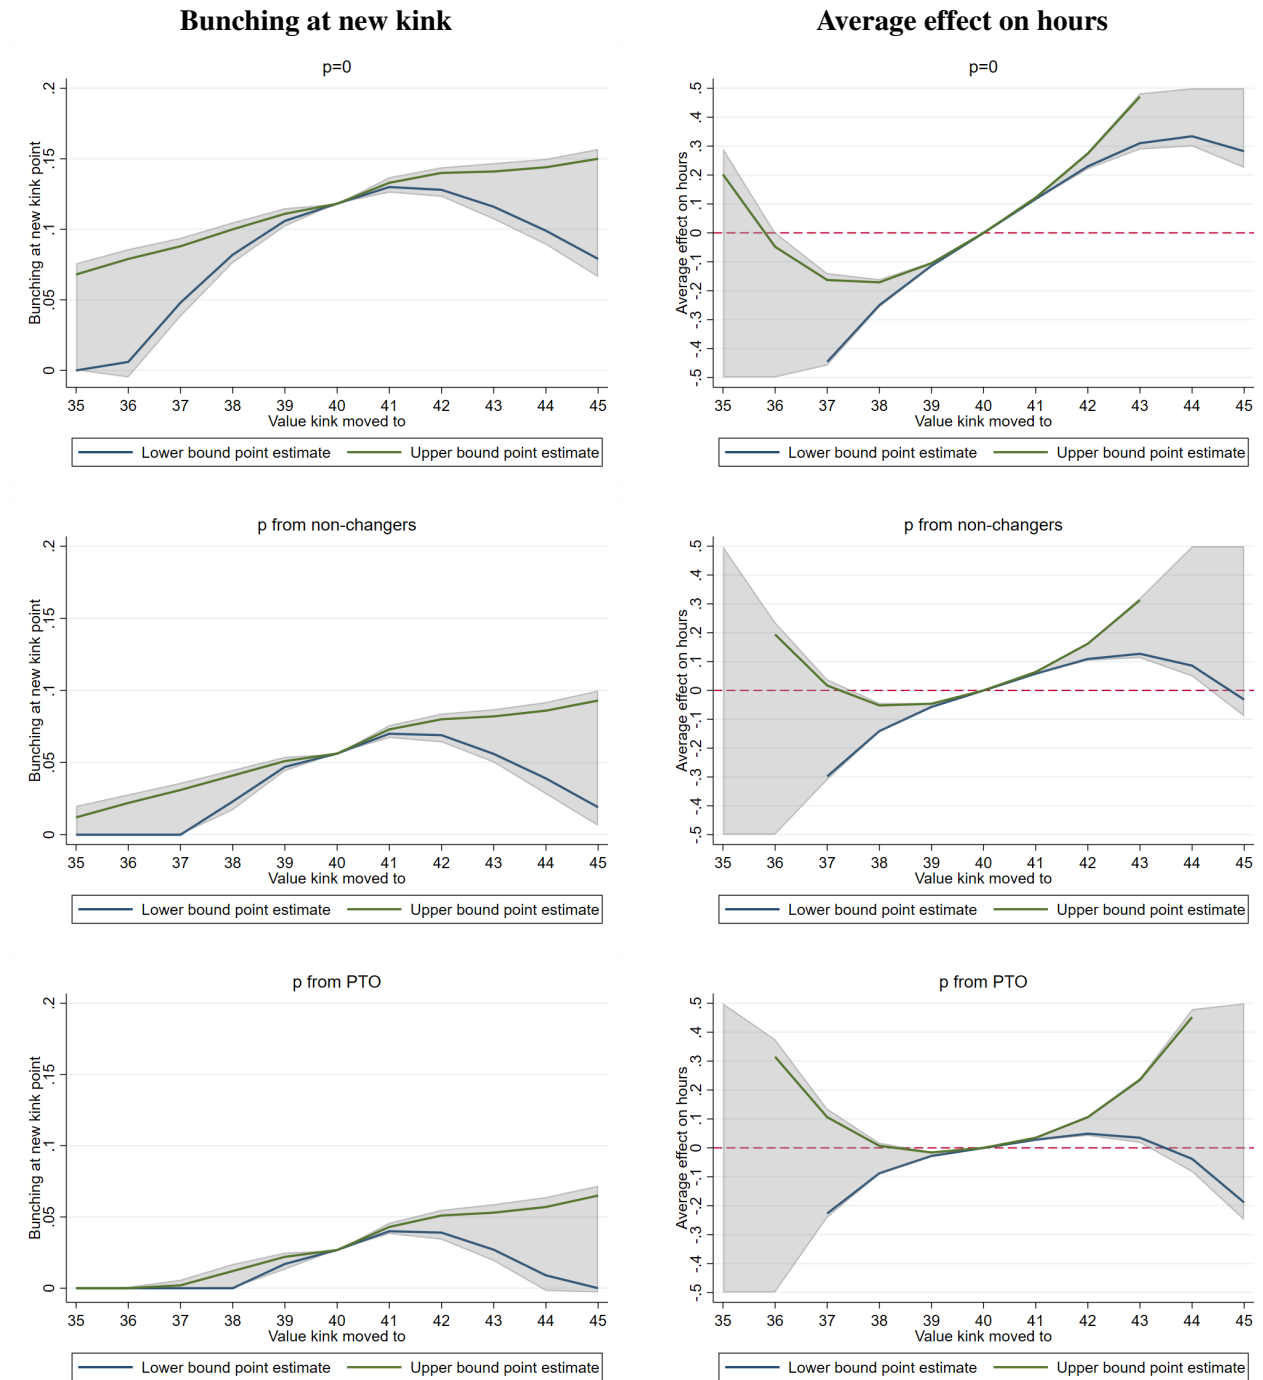 Bunching at new kink
Average effect on hours
p=0
Bunching at new kink point
.2
.15
.1
.05
0
35 36 37 38 39 40 41 42 43 44 45
Value kink moved to
Lower bound point estimate Upper bound point estimate
p=0
Average effect on hours
.5
.4
.3
.2
.1
0
-.1
-.2
-.3
-.4
-.5
35 36 37 38 39 40 41 42 43 44 45
Value kink moved to
Lower bound point estimate Upper bound point estimate
p from non-changers
Bunching at new kink point
.2
.15
.1
.05
0
35 36 37 38 39 40 41 42 43 44 45
Value kink moved to
Lower bound point estimate Upper bound point estimate
p from non-changers
Average effect on hours
.5
.4
.3
.2
.1
0
-.1
-.2
-.3
-.4
-.5
35 36 37 38 39 40 41 42 43 44 45
Value kink moved to
Lower bound point estimate Upper bound point estimate
p from PTO
Bunching at new kink point
.2
.15
.1
.05
0
35 36 37 38 39 40 41 42 43 44 45
Value kink moved to
Lower bound point estimate Upper bound point estimate
p from PTO
Average effect on hours
.5
.4
.3
.2
.1
0
-.1
-.2
-.3
-.4
-.5
35 36 37 38 39 40 41 42 43 44 45
Value kink moved to
Lower bound point estimate Upper bound point estimate